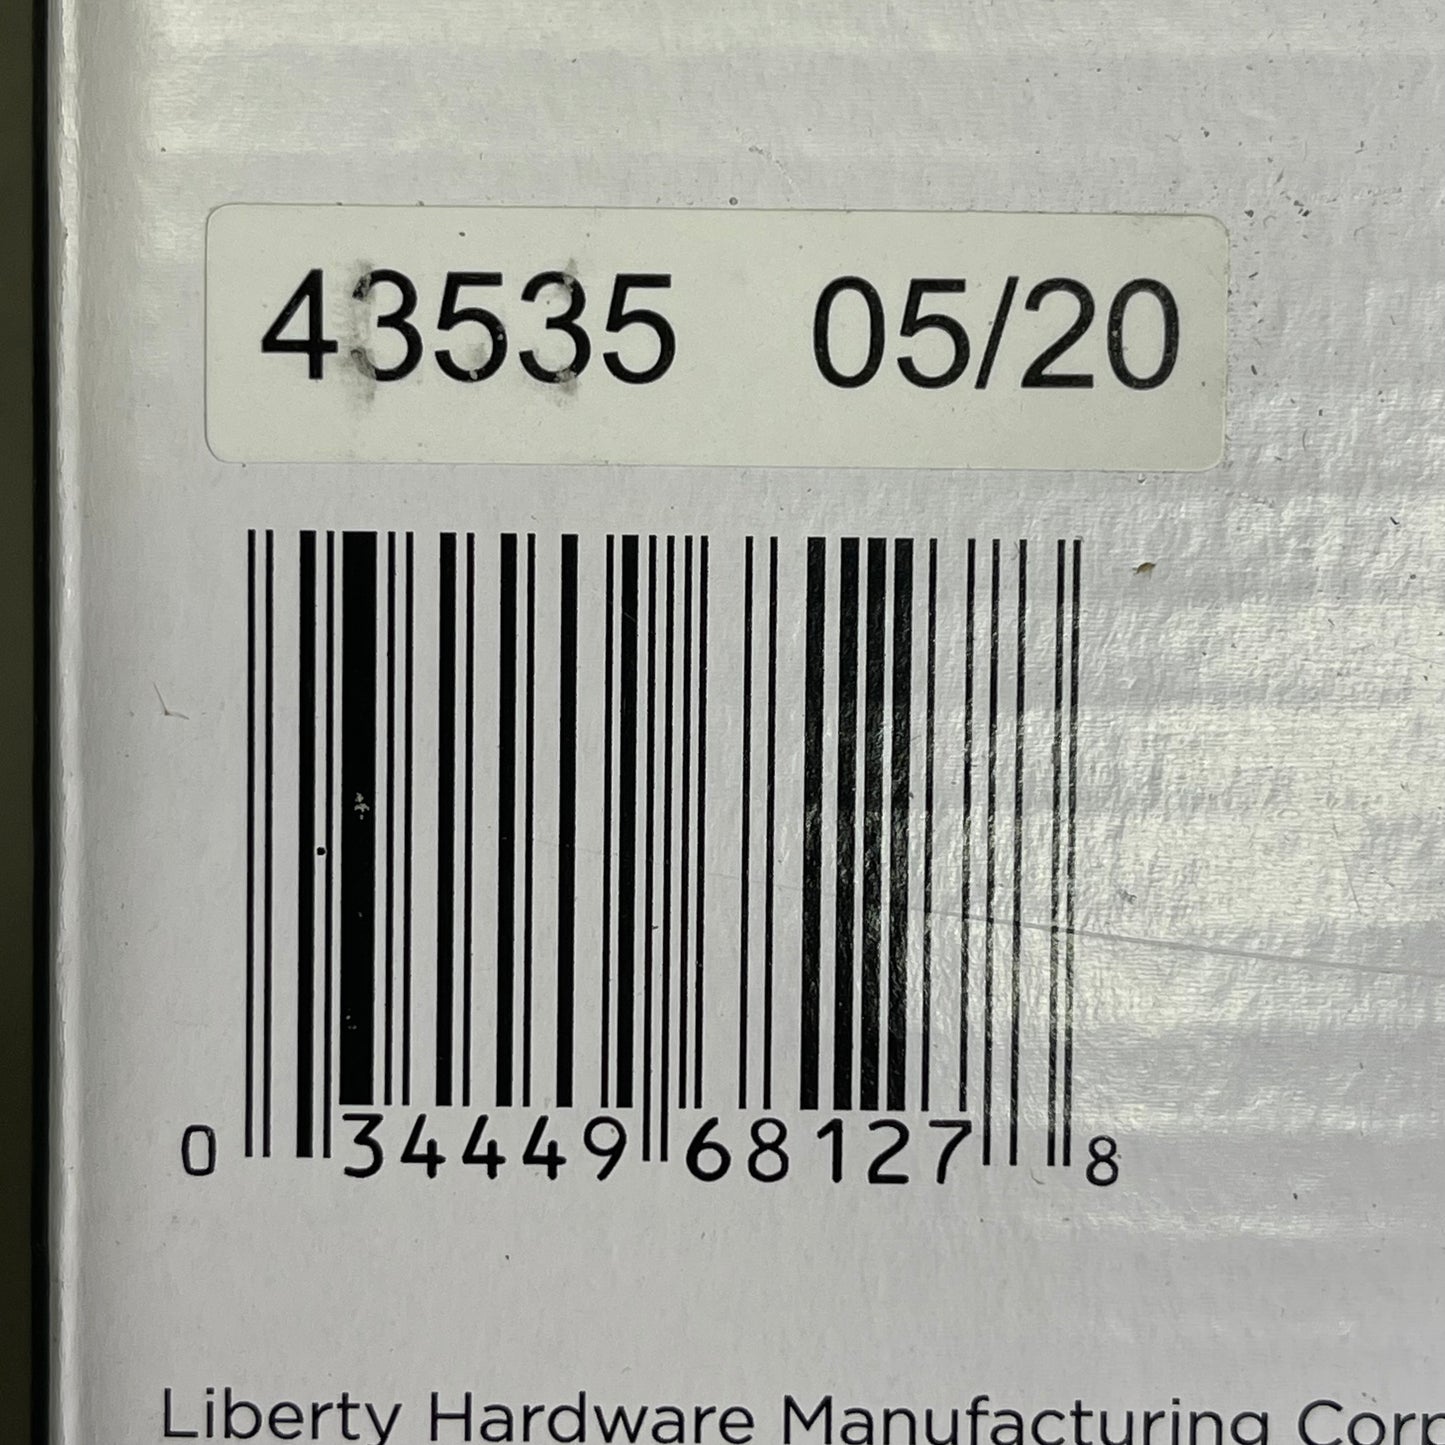 43535 05/20
0 34449 68127 8
Liberty Hardware Manufacturing Corp